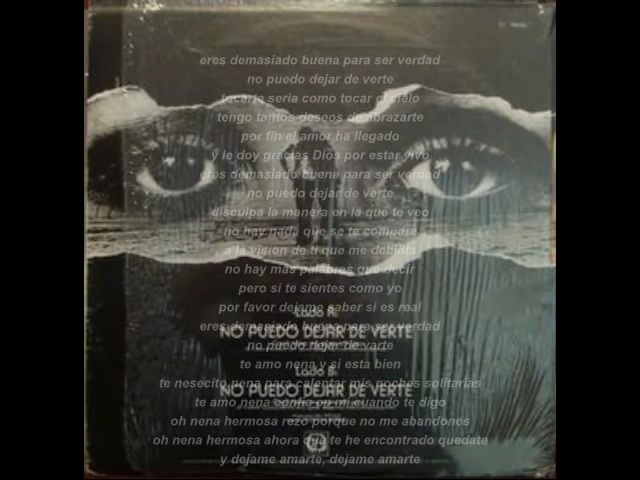 eres demasiado buena para ser verdad
no puedo dejar de verte
tocarte seria como tocar el cielo
tengo tantos deseos de abrazarte
por fin el amor ha llegado
y le doy gracias Dios por estar vivo
eres demasiado buena para ser verdad
no puedo dejar de verte
disculpa la manera en la que te veo
no hay nada que se te compare
a la vision de ti que me debilita
no hay mas palabras que decir
pero si te sientes como yo
por favor dejame saber si es real
Lado A:
eres demasiado buena para ser verdad
NO PUEDO DEJAR DE VERTE
no puedo dejar de varte
te amo nena y si esta bien
Lado B:
te nesecito nena para calentar mis noches solitarias
NO PUEDO DEJAR DE VERTE
te amo nena confia en mi cuando te digo
oh nena hermosa rezo porque no me abandones
oh nena hermosa ahora que te he encontrado quedate
y dejame amarte, dejame amarte